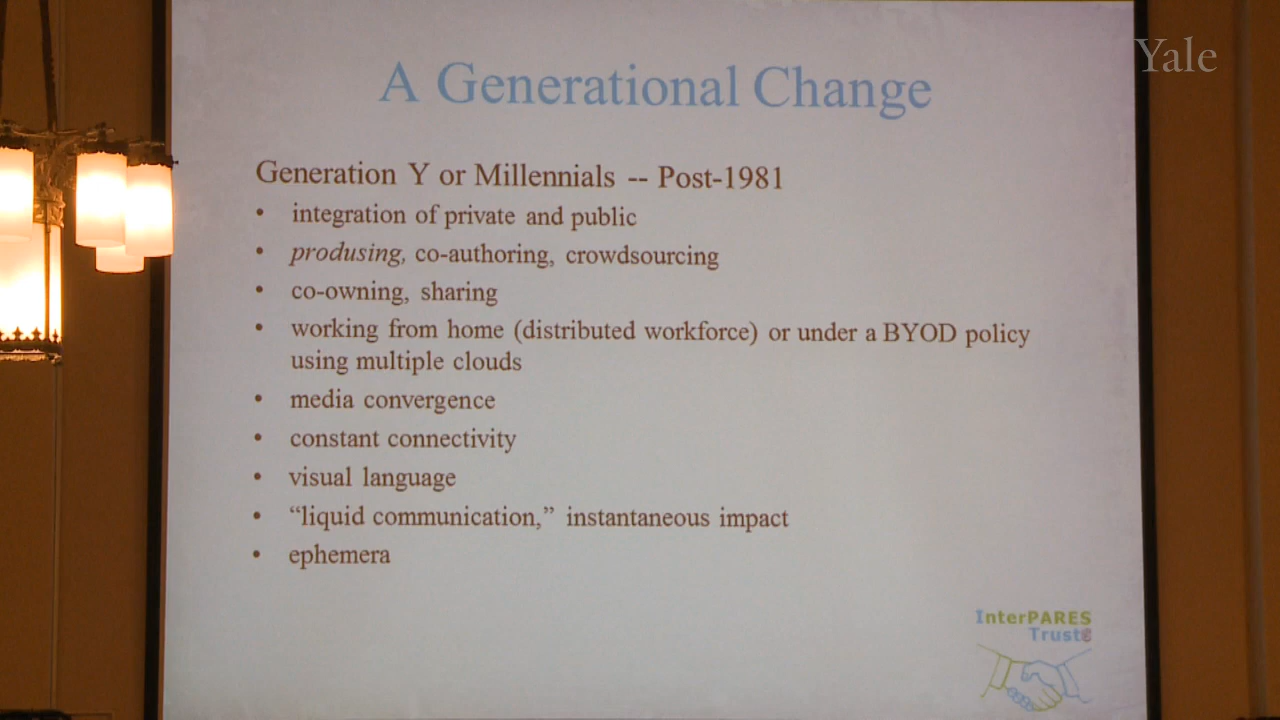 Yale
A Generational Change
Generation Y or Millennials -- Post-1981
• integration of private and public
• produsing, co-authoring, crowdsourcing
• co-owning, sharing
• working from home (distributed workforce) or under a BYOD policy
using multiple clouds
• media convergence
• constant connectivity
• visual language
• “liquid communication,” instantaneous impact
• ephemera
InterPARES
Trust